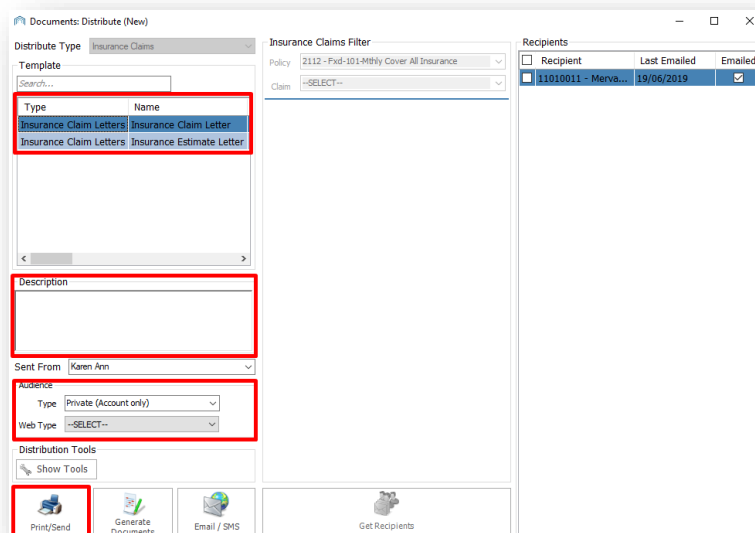 Documents: Distribute (New)
Distribute Type Insurance Claims
Template
Search...
Type Name
Insurance Claim Letters Insurance Claim Letter
Insurance Claim Letters Insurance Estimate Letter
Description
Sent From Karen Ann
Audience
Type Private (Account only)
Web Type --SELECT--
Distribution Tools
Show Tools
Print/Send
Generate
Documents
Email / SMS
Insurance Claims Filter
Policy 2112 - Fxd-101-Mthly Cover All Insurance
Claim --SELECT--
Get Recipients
Recipients
Recipient Last Emailed Emailed
11010011 - Merva... 19/06/2019